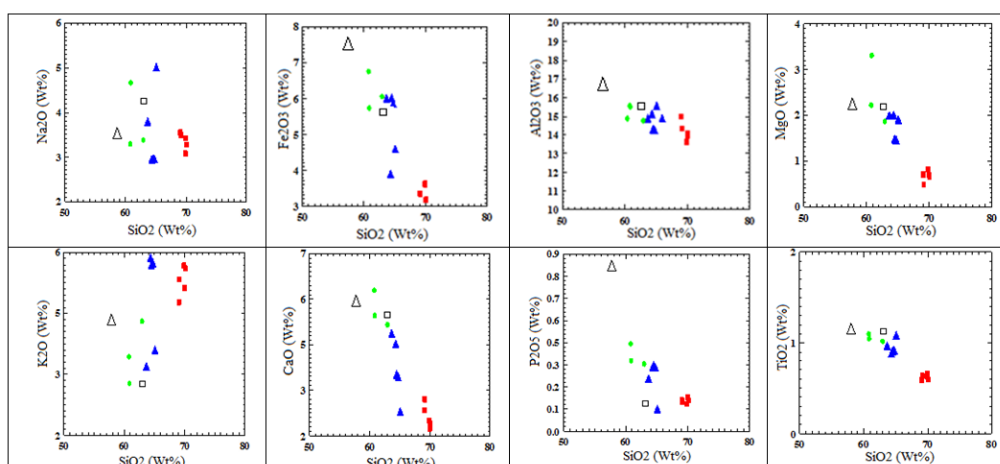 Na2O (Wt%)
6
5
4
3
2
50 60 70 80
SiO2 (Wt%)
Fe2O3 (Wt%)
8
7
6
5
4
3
50 60 70 80
SiO2 (Wt%)
Al2O3 (Wt%)
20
19
18
17
16
15
14
13
12
11
10
50 60 70 80
SiO2 (Wt%)
MgO (Wt%)
4
3
2
1
0
50 60 70 80
SiO2 (Wt%)
K2O (Wt%)
6
5
3
2
50 60 70 80
SiO2 (Wt%)
CaO (Wt%)
7
6
5
3
2
50 60 70 80
SiO2 (Wt%)
P2O5 (Wt%)
0.9
0.8
0.7
0.6
0.5
0.4
0.3
0.2
0.1
0.0
50 60 70 80
SiO2 (Wt%)
TiO2 (Wt%)
2
1
0
50 60 70 80
SiO2 (Wt%)